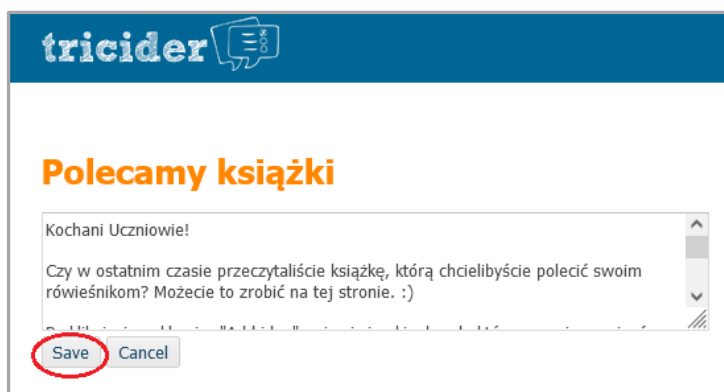 tricider
Polecamy książki
Kochani Uczniowie!
Czy w ostatnim czasie przeczytaliście książkę, którą chcielibyście polecić swoim
rówieśnikom? Możecie to zrobić na tej stronie. :)
Save Cancel